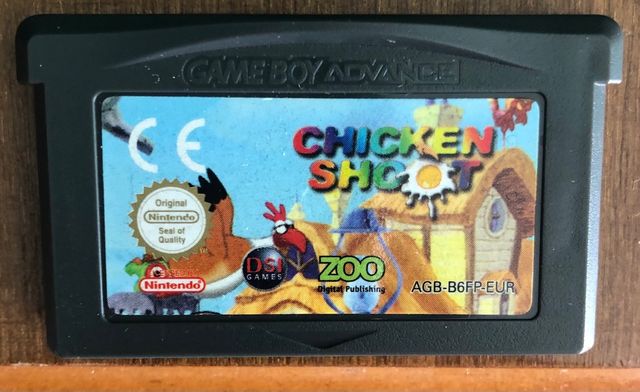 GAME BOY ADVANCE
CE
CHICKEN
SHOOT
Original
Nintendo
Seal of
Quality
TM
Nintendo
DSI
GAMES
ZOO
Digital Publishing
AGB-B6FP-EUR